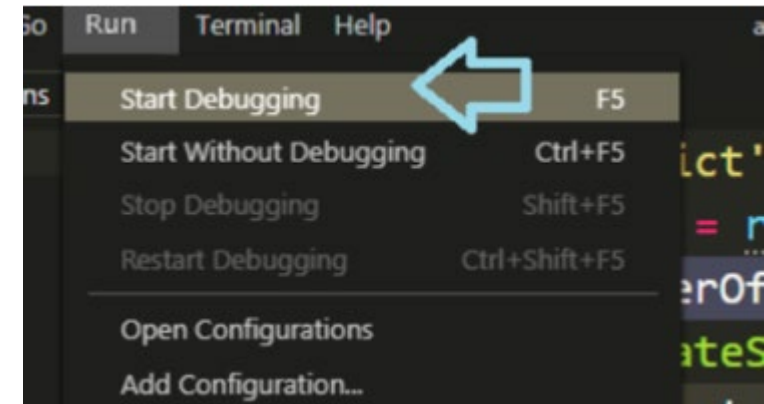 Go Run Terminal Help
ns
Start Debugging F5
Start Without Debugging Ctrl+F5
Stop Debugging Shift+F5
Restart Debugging Ctrl+Shift+F5
Open Configurations
Add Configuration...
ict'
= n
erOf
ateS